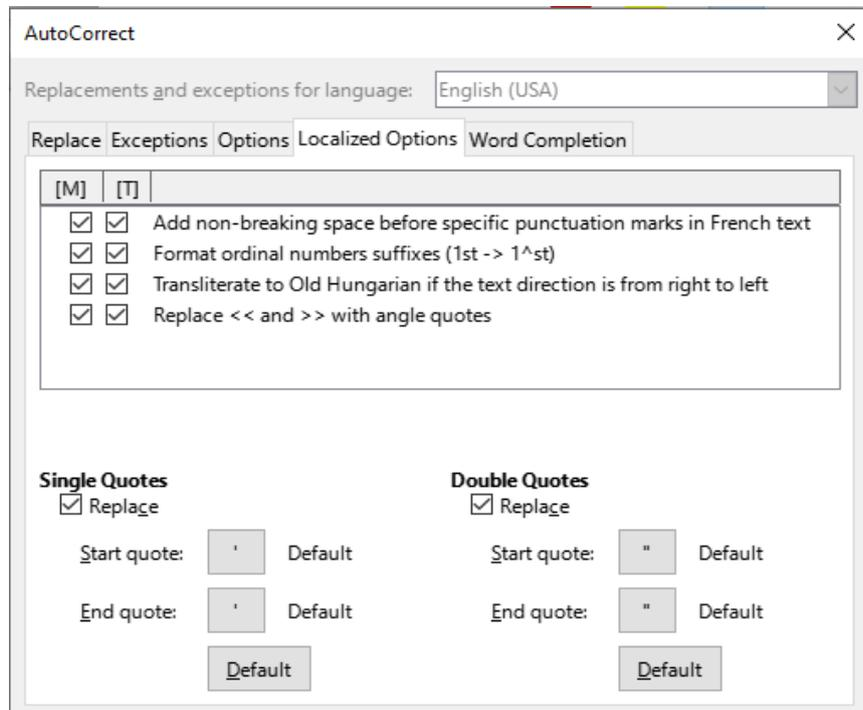 AutoCorrect
Replacements and exceptions for language: English (USA)
Replace Exceptions Options Localized Options Word Completion
[M] [T]
Add non-breaking space before specific punctuation marks in French text
Format ordinal numbers suffixes (1st -> 1^st)
Transliterate to Old Hungarian if the text direction is from right to left
Replace << and >> with angle quotes
Single Quotes Double Quotes
Replace Replace
Start quote: ' Default Start quote: " Default
End quote: ' Default End quote: " Default
Default Default